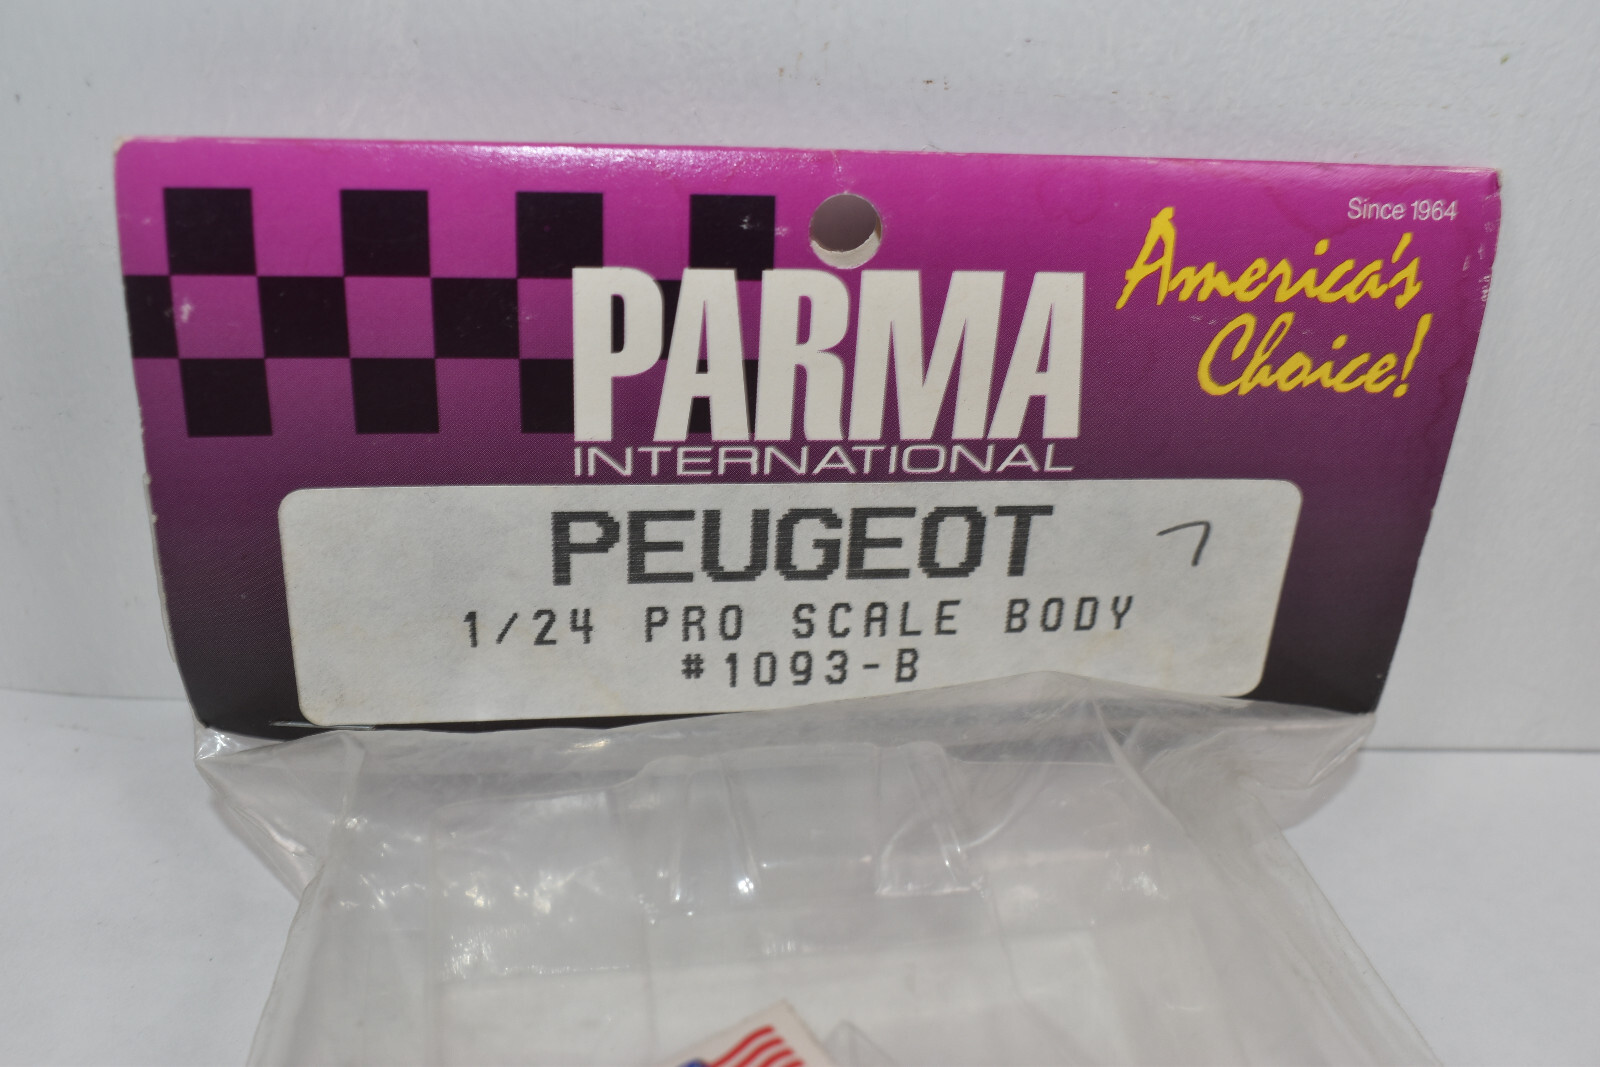 Since 1964
America's
Choice!
PARMA
INTERNATIONAL
PEUGEOT 7
1/24 PRO SCALE BODY
#1093-B